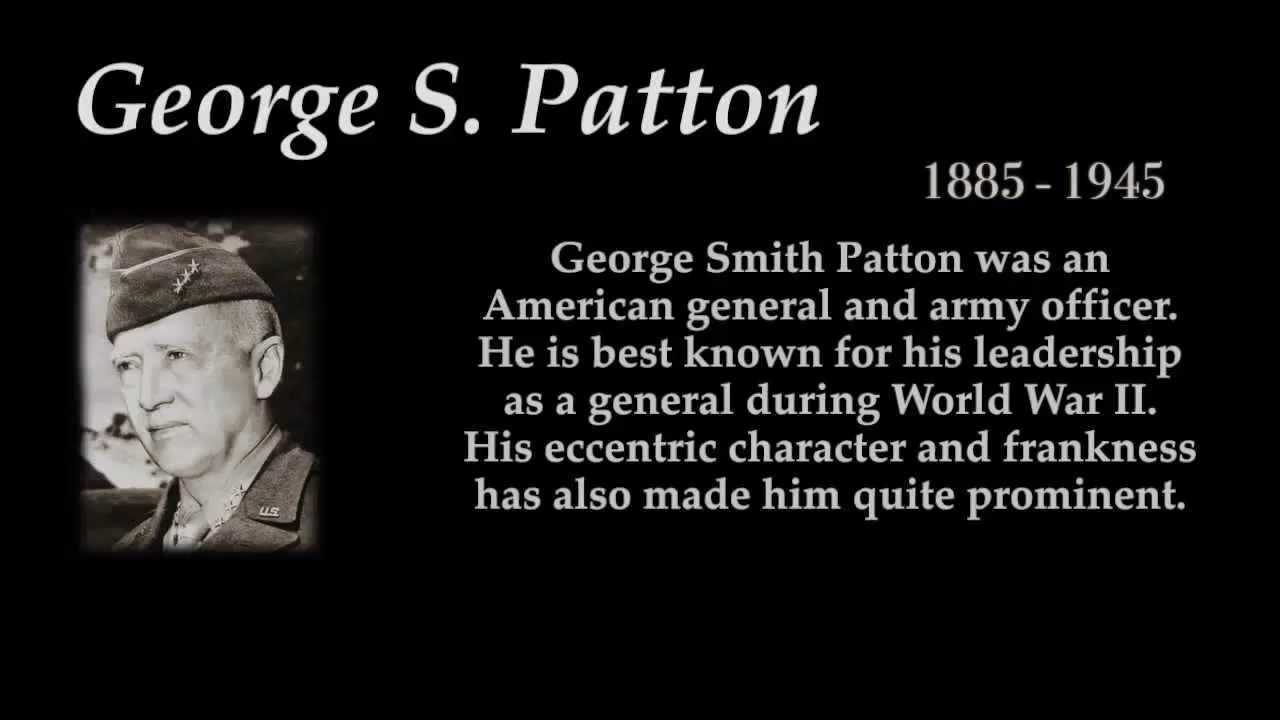 George S. Patton
1885 - 1945
George Smith Patton was an
American general and army officer.
He is best known for his leadership
as a general during World War II.
His eccentric character and frankness
has also made him quite prominent.
U.S.